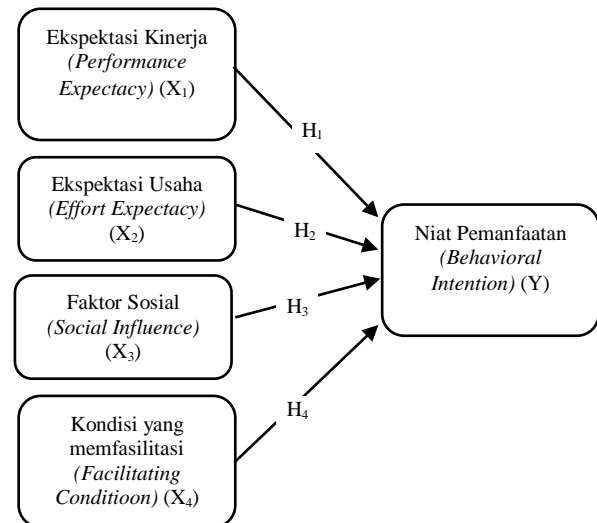 Ekspektasi Kinerja
(Performance
Expectacy) (X₁)
H₁
Ekspektasi Usaha
(Effort Expectacy)
(X₂)
H₂
Niat Pemanfaatan
(Behavioral
Intention) (Y)
Faktor Sosial
(Social Influence)
(X₃)
H₃
Kondisi yang
memfasilitasi
(Facilitating
Conditioon) (X₄)
H₄